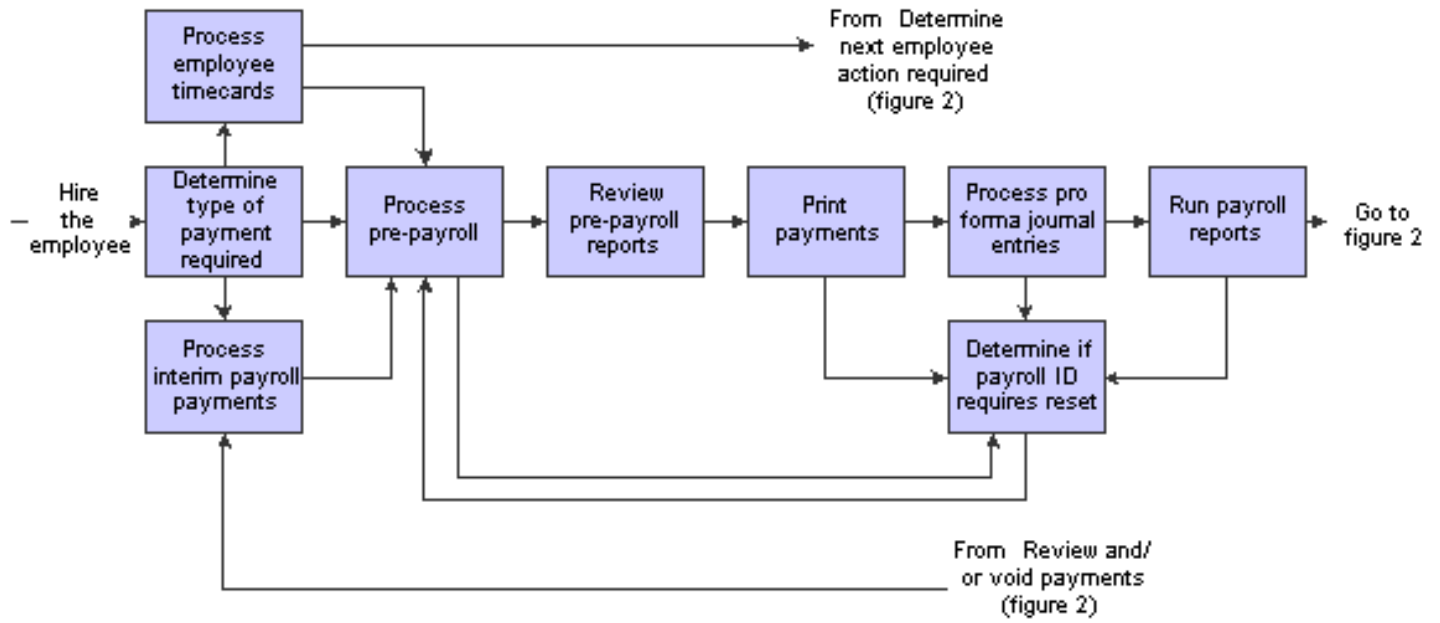 Process
employee
timecards
From Determine
next employee
action required
(figure 2)
Hire
the
employee
Determine
type of
payment
required
Process
pre-payroll
Review
pre-payroll
reports
Print
payments
Process pro
forma journal
entries
Run payroll
reports
Go to
figure 2
Process
interim payroll
payments
Determine if
payroll ID
requires reset
From Review and/
or void payments
(figure 2)